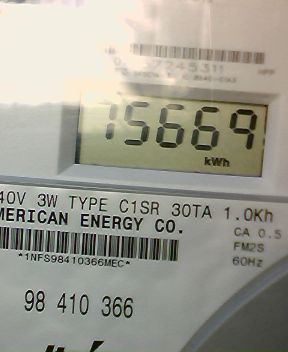 75669
kWh
40V 3W TYPE C1SR 30TA 1.0Kh
MERICAN ENERGY CO.
CA 0.5
FM2S
*1NFS98410366MEC*
60Hz
98 410 366